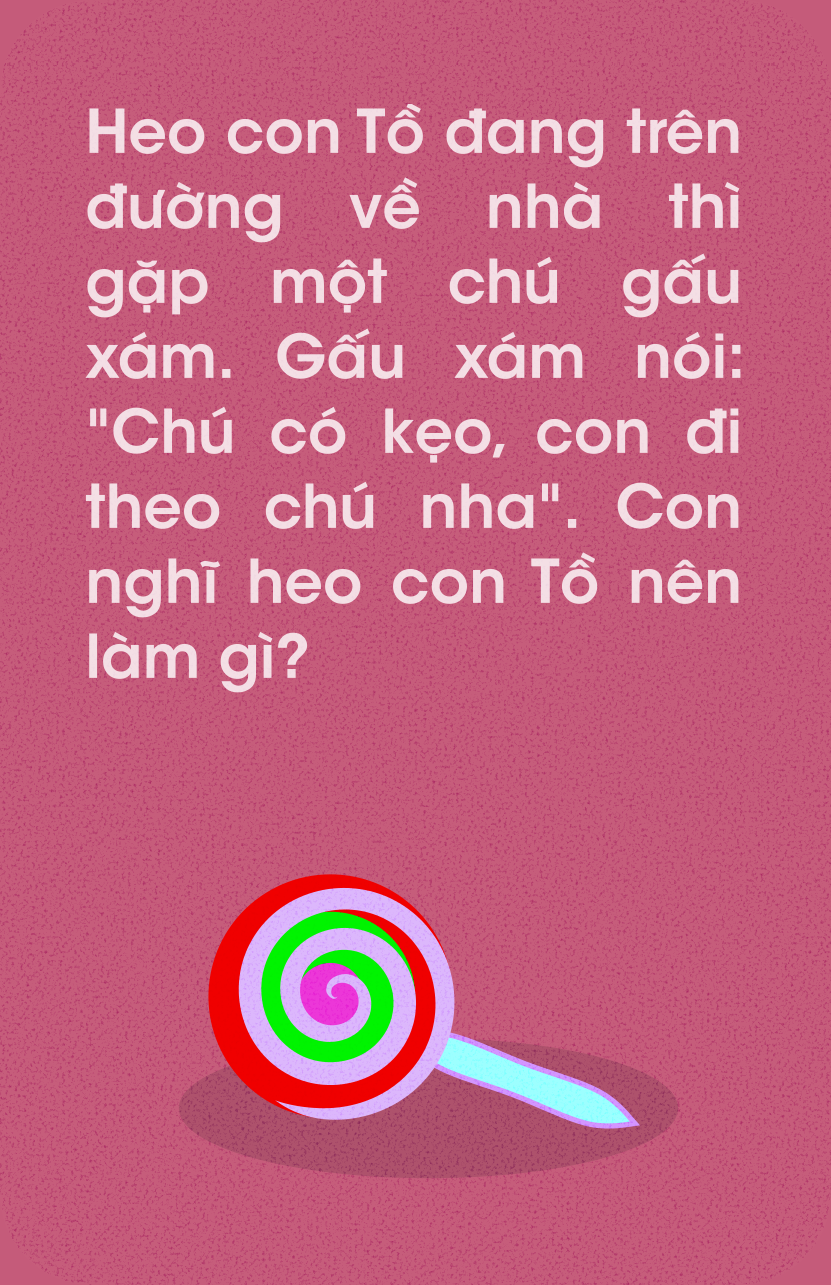 Heo con Tồ đang trên
đường về nhà thì
gặp một chú gấu
xám. Gấu xám nói:
"Chú có kẹo, con đi
theo chú nha". Con
nghĩ heo con Tồ nên
làm gì?